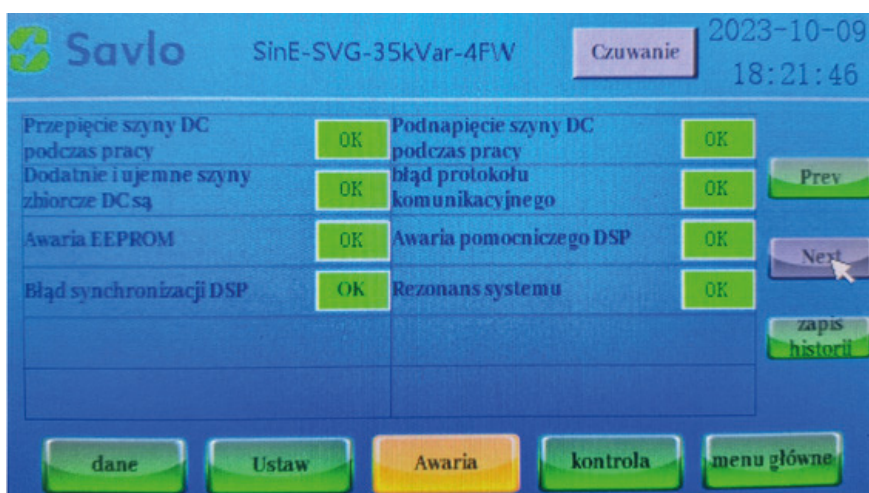 Savlo
SinE-SVG-35kVar-4FW
Czuwanie
2023-10-09
18:21:46
Przepięcie szyny DC
podczas pracy
OK
Podnapięcie szyny DC
podczas pracy
OK
Dodatnie i ujemne szyny
zbiorcze DC są
OK
błąd protokołu
komunikacyjnego
OK
Awaria EEPROM
OK
Awaria pomocniczego DSP
OK
Błąd synchronizacji DSP
OK
Rezonans systemu
OK
Prev
Next
zapis
historii
dane
Ustaw
Awaria
kontrola
menu główne